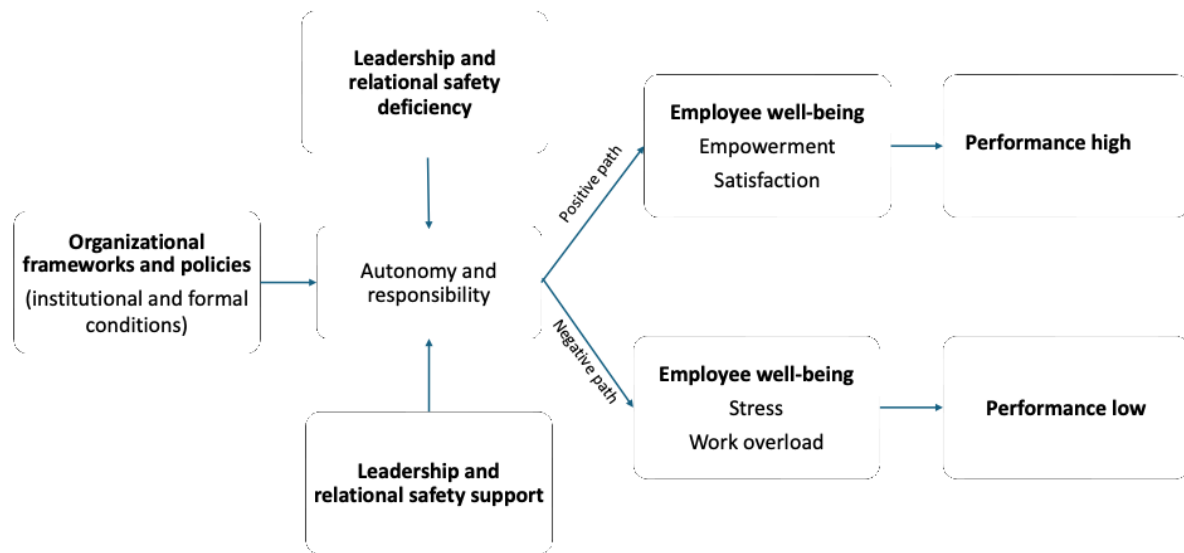 Leadership and
relational safety
deficiency
Organizational
frameworks and policies
(institutional and formal
conditions)
Autonomy and
responsibility
Leadership and
relational safety support
Positive path
Negative path
Employee well-being
Empowerment
Satisfaction
Performance high
Employee well-being
Stress
Work overload
Performance low